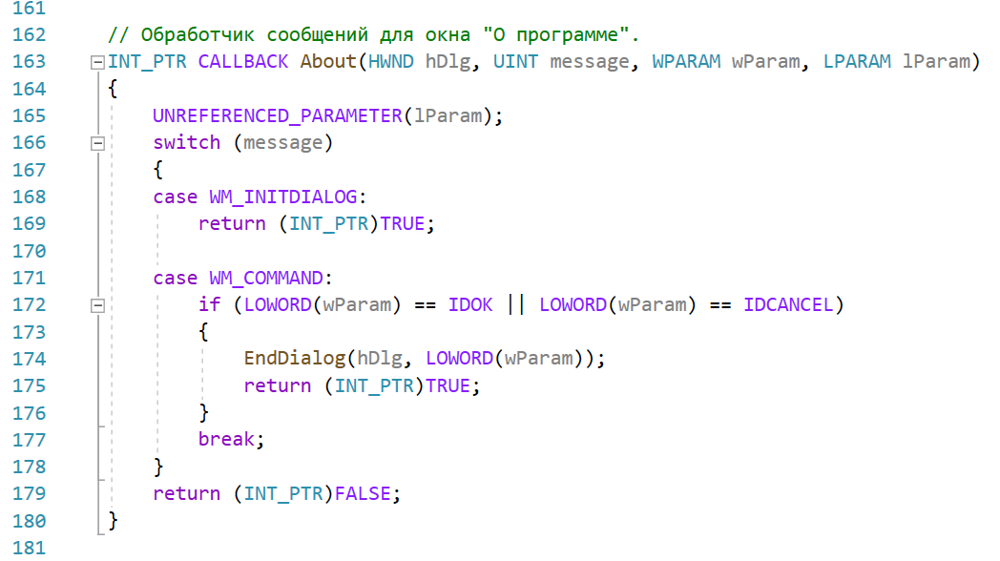 161
162 // Обработчик сообщений для окна "О программе".
163 INT_PTR CALLBACK About(HWND hDlg, UINT message, WPARAM wParam, LPARAM lParam)
164 {
165     UNREFERENCED_PARAMETER(lParam);
166     switch (message)
167     {
168     case WM_INITDIALOG:
169         return (INT_PTR)TRUE;
170
171     case WM_COMMAND:
172         if (LOWORD(wParam) == IDOK || LOWORD(wParam) == IDCANCEL)
173         {
174             EndDialog(hDlg, LOWORD(wParam));
175             return (INT_PTR)TRUE;
176         }
177         break;
178     }
179     return (INT_PTR)FALSE;
180 }
181